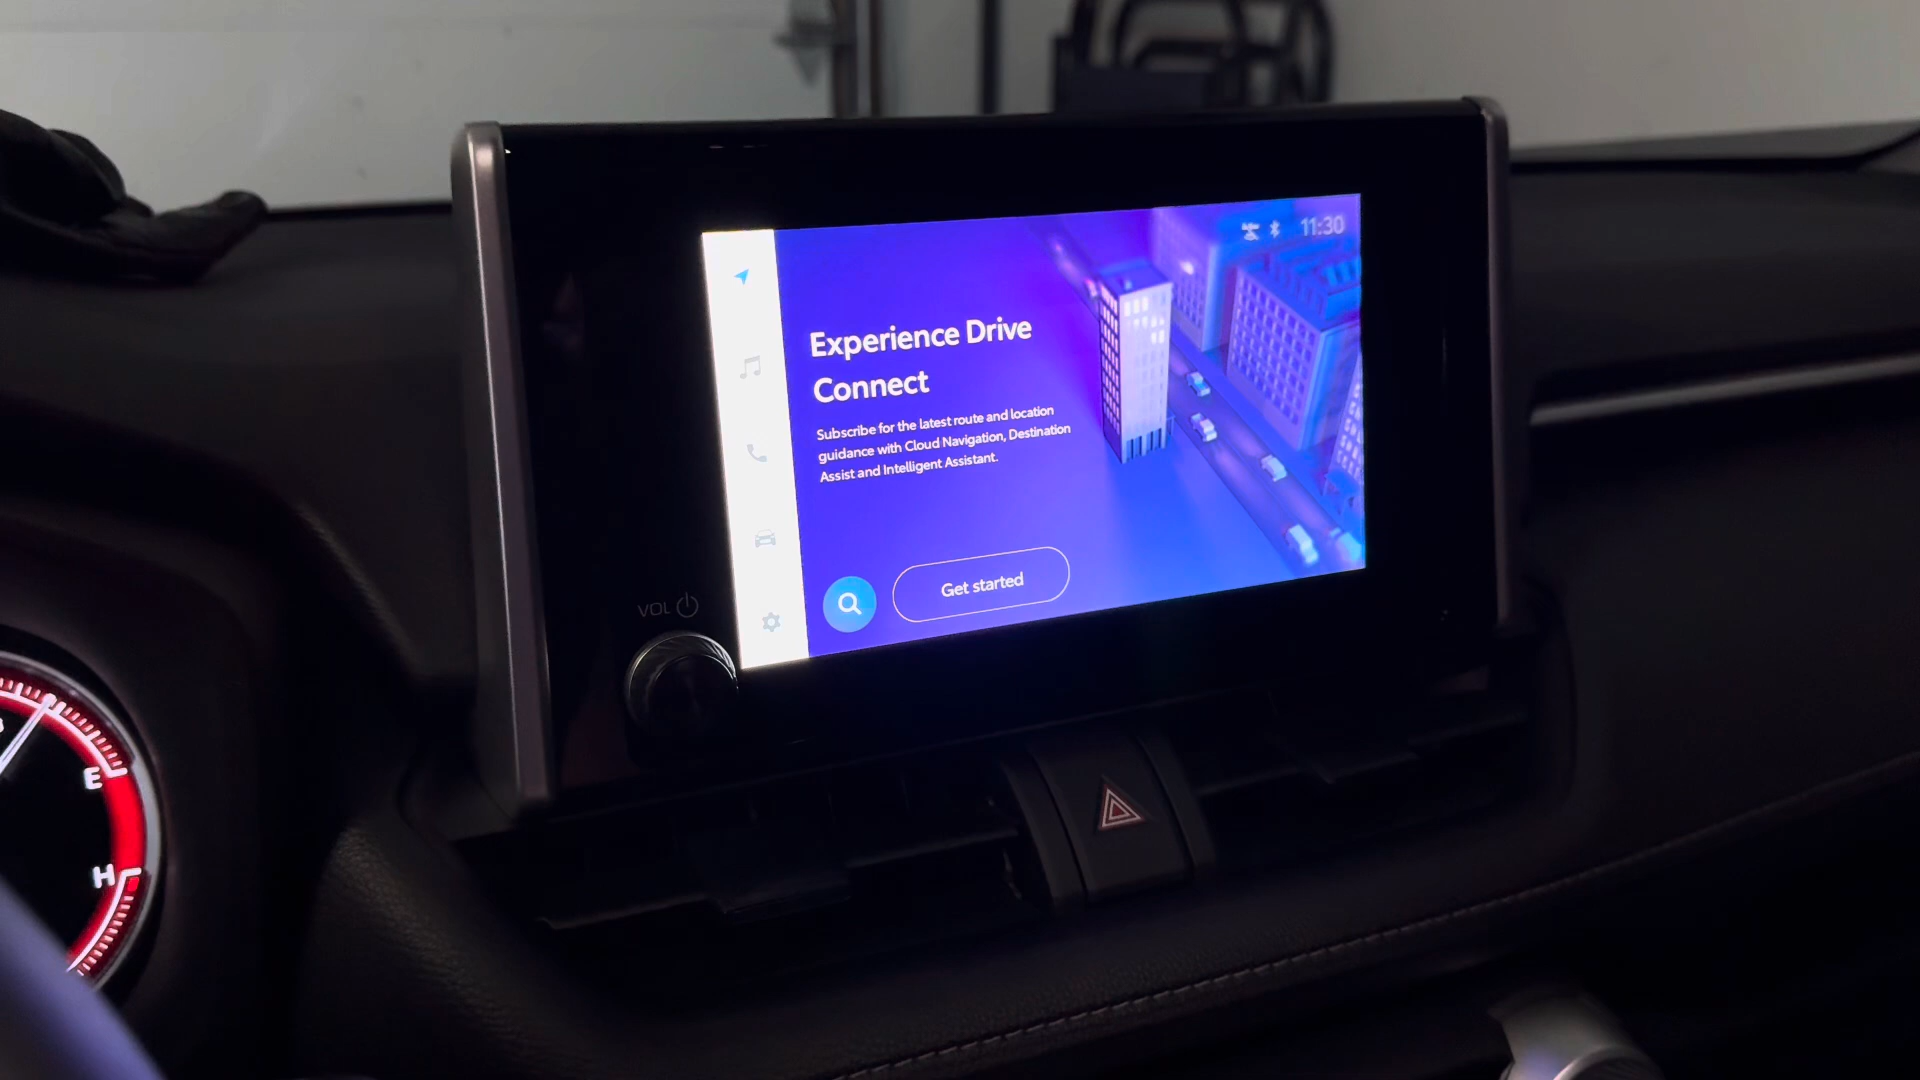 11:30
Experience Drive
Connect
Subscribe for the latest route and location
guidance with Cloud Navigation, Destination
Assist and Intelligent Assistant.
Get started
VOL
E
H